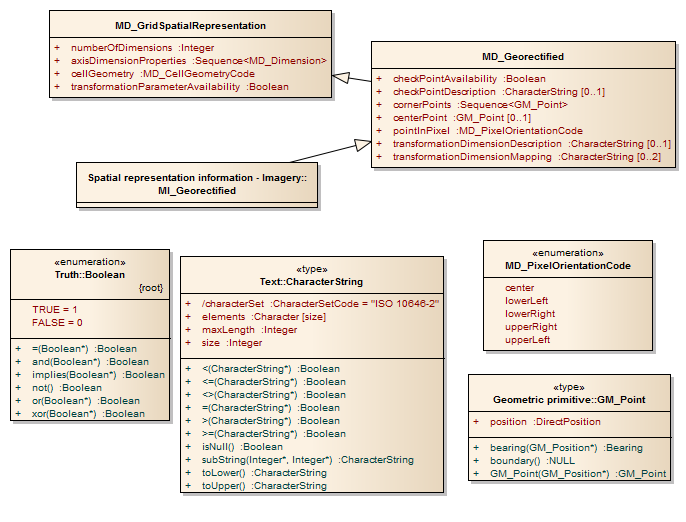 MD_GridSpatialRepresentation
+ numberOfDimensions :Integer
+ axisDimensionProperties :Sequence<MD_Dimension>
+ cellGeometry :MD_CellGeometryCode
+ transformationParameterAvailability :Boolean
MD_Georectified
+ checkPointAvailability :Boolean
+ checkPointDescription :CharacterString [0..1]
+ cornerPoints :Sequence<GM_Point>
+ centerPoint :GM_Point [0..1]
+ pointInPixel :MD_PixelOrientationCode
+ transformationDimensionDescription :CharacterString [0..1]
+ transformationDimensionMapping :CharacterString [0..2]
Spatial representation information - Imagery::
MI_Georectified
«enumeration»
Truth::Boolean
{root}
TRUE = 1
FALSE = 0
+ =(Boolean*) :Boolean
+ and(Boolean*) :Boolean
+ implies(Boolean*) :Boolean
+ not() :Boolean
+ or(Boolean*) :Boolean
+ xor(Boolean*) :Boolean
«type»
Text::CharacterString
+ /characterSet :CharacterSetCode = "ISO 10646-2"
+ elements :Character [size]
+ maxLength :Integer
+ size :Integer
+ <(CharacterString*) :Boolean
+ <=(CharacterString*) :Boolean
+ <>(CharacterString*) :Boolean
+ =(CharacterString*) :Boolean
+ >(CharacterString*) :Boolean
+ >=(CharacterString*) :Boolean
+ isNull() :Boolean
+ subString(Integer*, Integer*) :CharacterString
+ toLower() :CharacterString
+ toUpper() :CharacterString
«enumeration»
MD_PixelOrientationCode
center
lowerLeft
lowerRight
upperRight
upperLeft
«type»
Geometric primitive::GM_Point
+ position :DirectPosition
+ bearing(GM_Position*) :Bearing
+ boundary() :NULL
+ GM_Point(GM_Position*) :GM_Point